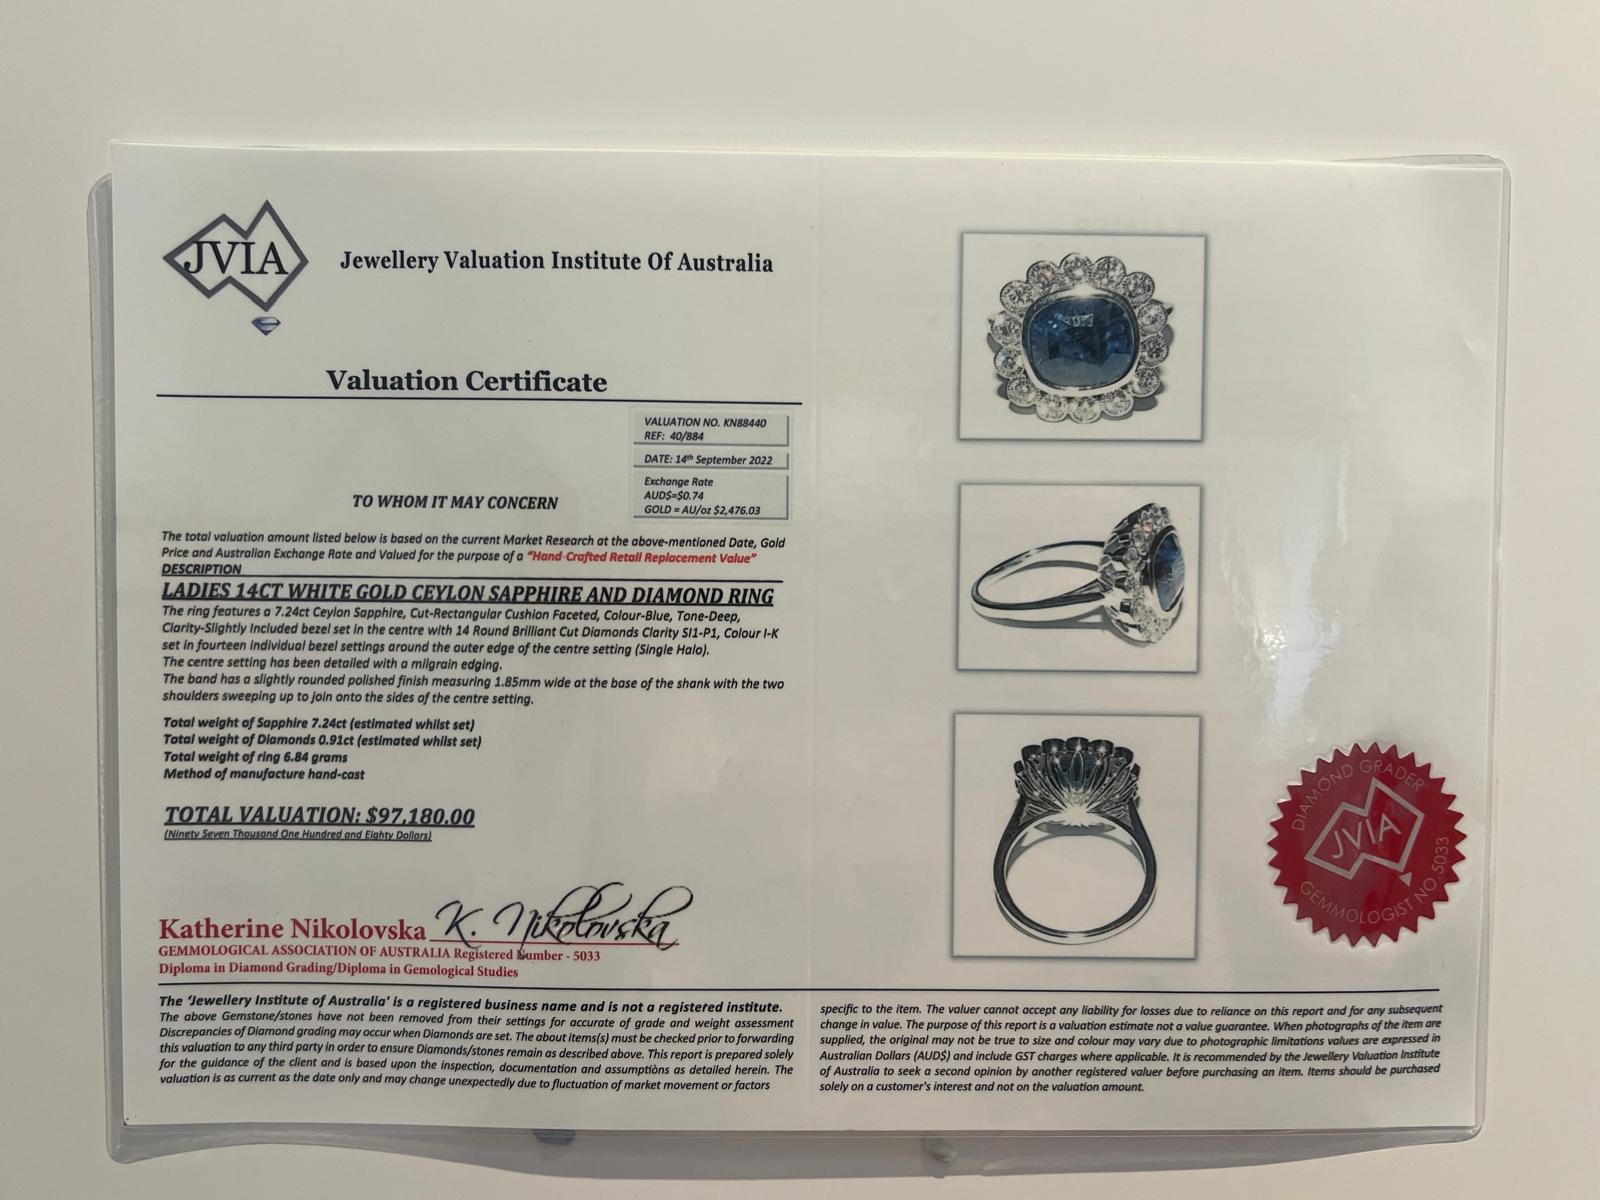 JVIA
Jewellery Valuation Institute Of Australia
Valuation Certificate
VALUATION NO. KN88440
REF: 40/884
DATE: 14th September 2022
Exchange Rate
AUD$=$0.74
GOLD = AU/oz $2,476.03
TO WHOM IT MAY CONCERN
The total valuation amount listed below is based on the current Market Research at the above-mentioned Date, Gold
Price and Australian Exchange Rate and Valued for the purpose of a "Hand-Crafted Retail Replacement Value"
DESCRIPTION
LADIES 14CT WHITE GOLD CEYLON SAPPHIRE AND DIAMOND RING
The ring features a 7.24ct Ceylon Sapphire, Cut-Rectangular Cushion Faceted, Colour-Blue, Tone-Deep,
Clarity-Slightly Included bezel set in the centre with 14 Round Brilliant Cut Diamonds Clarity SI1-P1, Colour I-K
set in fourteen individual bezel settings around the outer edge of the centre setting (Single Halo).
The centre setting has been detailed with a milgrain edging.
The band has a slightly rounded polished finish measuring 1.85mm wide at the base of the shank with the two
shoulders sweeping up to join onto the sides of the centre setting.
Total weight of Sapphire 7.24ct (estimated whilst set)
Total weight of Diamonds 0.91ct (estimated whilst set)
Total weight of ring 6.84 grams
Method of manufacture hand-cast
TOTAL VALUATION: $97,180.00
(Ninety Seven Thousand One Hundred and Eighty Dollars)
Katherine Nikolovska K. Nikolovska
GEMMOLOGICAL ASSOCIATION OF AUSTRALIA Registered Number - 5033
Diploma in Diamond Grading/Diploma in Gemological Studies
The 'Jewellery Institute of Australia' is a registered business name and is not a registered institute.
The above Gemstone/stones have not been removed from their settings for accurate of grade and weight assessment
Discrepancies of Diamond grading may occur when Diamonds are set. The about items(s) must be checked prior to forwarding
this valuation to any third party in order to ensure Diamonds/stones remain as described above. This report is prepared solely
for the guidance of the client and is based upon the inspection, documentation and assumptions as detailed herein. The
valuation is as current as the date only and may change unexpectedly due to fluctuation of market movement or factors
specific to the item. The valuer cannot accept any liability for losses due to reliance on this report and for any subsequent
change in value. The purpose of this report is a valuation estimate not a value guarantee. When photographs of the item are
supplied, the original may not be true to size and colour may vary due to photographic limitations values are expressed in
Australian Dollars (AUD$) and include GST charges where applicable. It is recommended by the Jewellery Valuation Institute
of Australia to seek a second opinion by another registered valuer before purchasing an item. Items should be purchased
solely on a customer's interest and not on the valuation amount.
DIAMOND GRADER
JVIA
GEMMOLOGIST NO. 5033